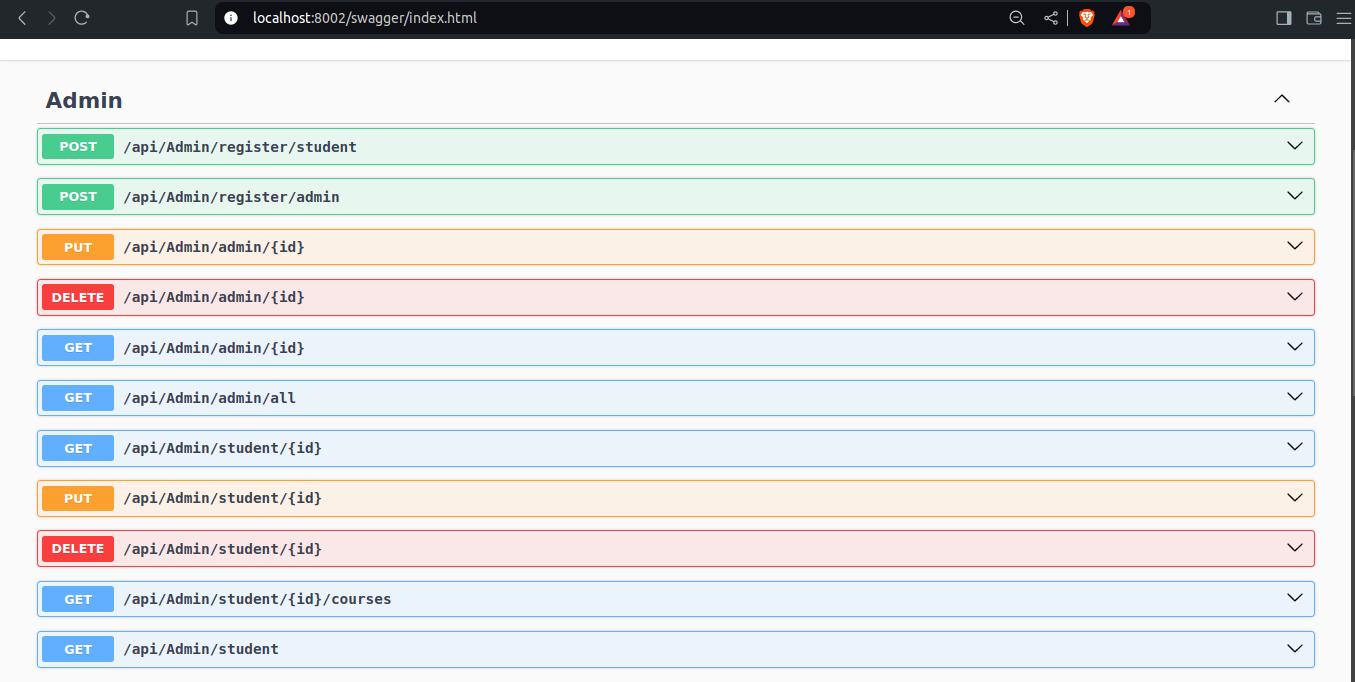 localhost:8002/swagger/index.html
1
Admin
POST /api/Admin/register/student
POST /api/Admin/register/admin
PUT /api/Admin/admin/{id}
DELETE /api/Admin/admin/{id}
GET /api/Admin/admin/{id}
GET /api/Admin/admin/all
GET /api/Admin/student/{id}
PUT /api/Admin/student/{id}
DELETE /api/Admin/student/{id}
GET /api/Admin/student/{id}/courses
GET /api/Admin/student